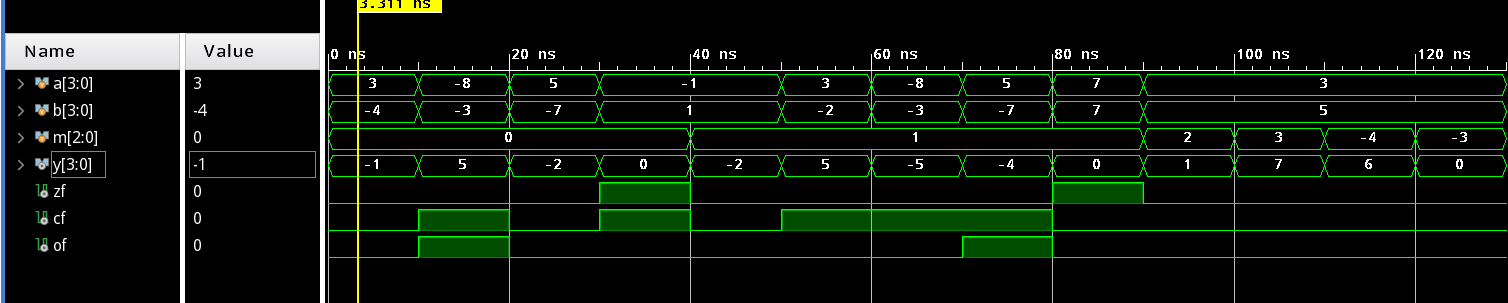 3.311 ns
Name Value
0 ns 20 ns 40 ns 60 ns 80 ns 100 ns 120 ns
a[3:0] 3 3 -8 5 -1 3 -8 5 7 3
b[3:0] -4 -4 -3 -7 1 -2 -3 -7 7 5
m[2:0] 0 0 1 2 3 -4 -3
y[3:0] -1 -1 5 -2 0 -2 5 -5 -4 0 1 7 6 0
zf 0
cf 0
of 0